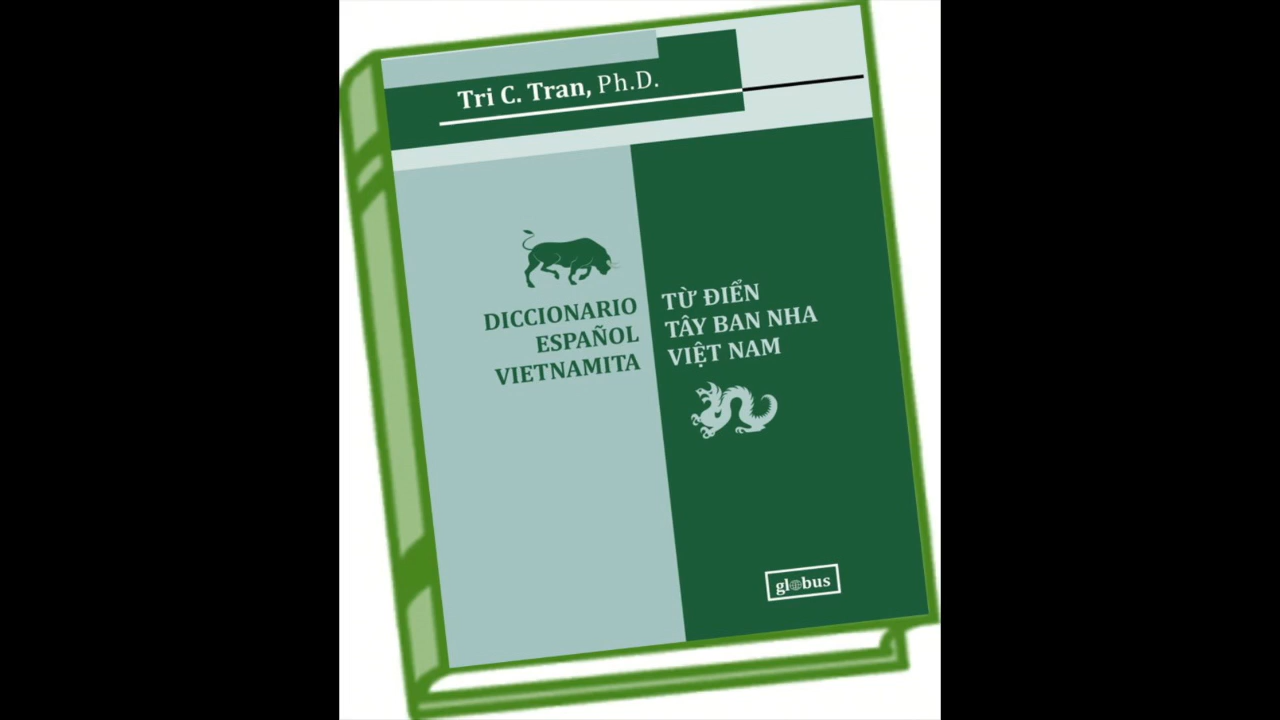 Tri C. Tran, Ph.D.
DICCIONARIO
ESPAÑOL
VIETNAMITA
TỪ ĐIỂN
TÂY BAN NHA
VIỆT NAM
globus